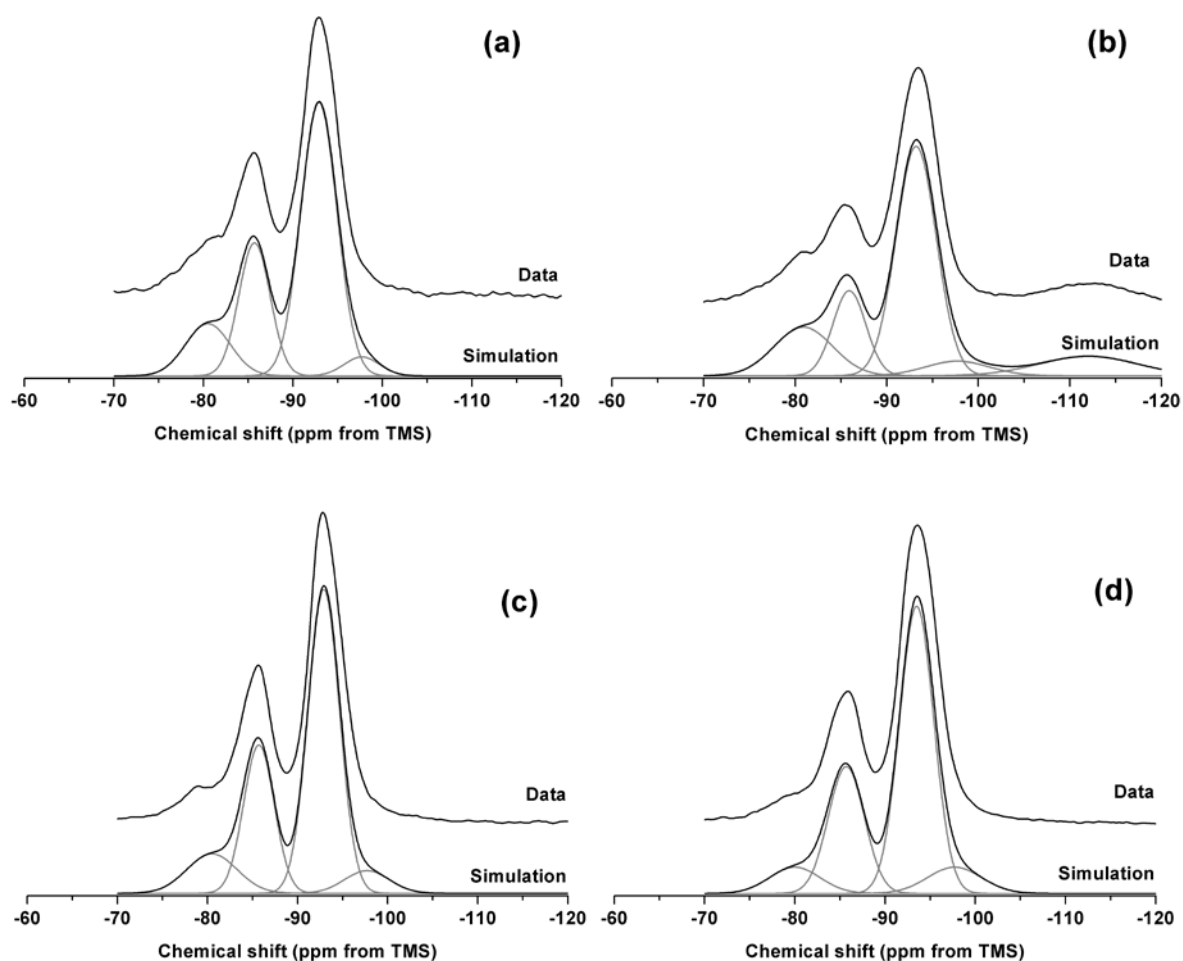 (a)
Data
Simulation
-60 -70 -80 -90 -100 -110 -120
Chemical shift (ppm from TMS)
(b)
Data
Simulation
-60 -70 -80 -90 -100 -110 -120
Chemical shift (ppm from TMS)
(c)
Data
Simulation
-60 -70 -80 -90 -100 -110 -120
Chemical shift (ppm from TMS)
(d)
Data
Simulation
-60 -70 -80 -90 -100 -110 -120
Chemical shift (ppm from TMS)